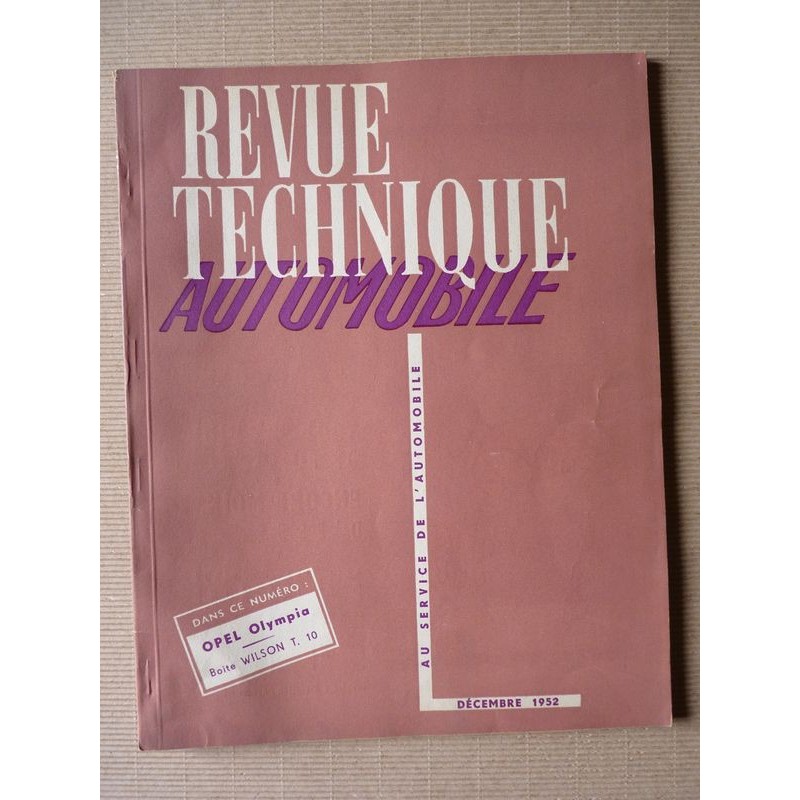 REVUE
TECHNIQUE
AUTOMOBILE
AU SERVICE DE L'AUTOMOBILE
DANS CE NUMÉRO :
OPEL Olympia
Boite WILSON T. 10
DÉCEMBRE 1952